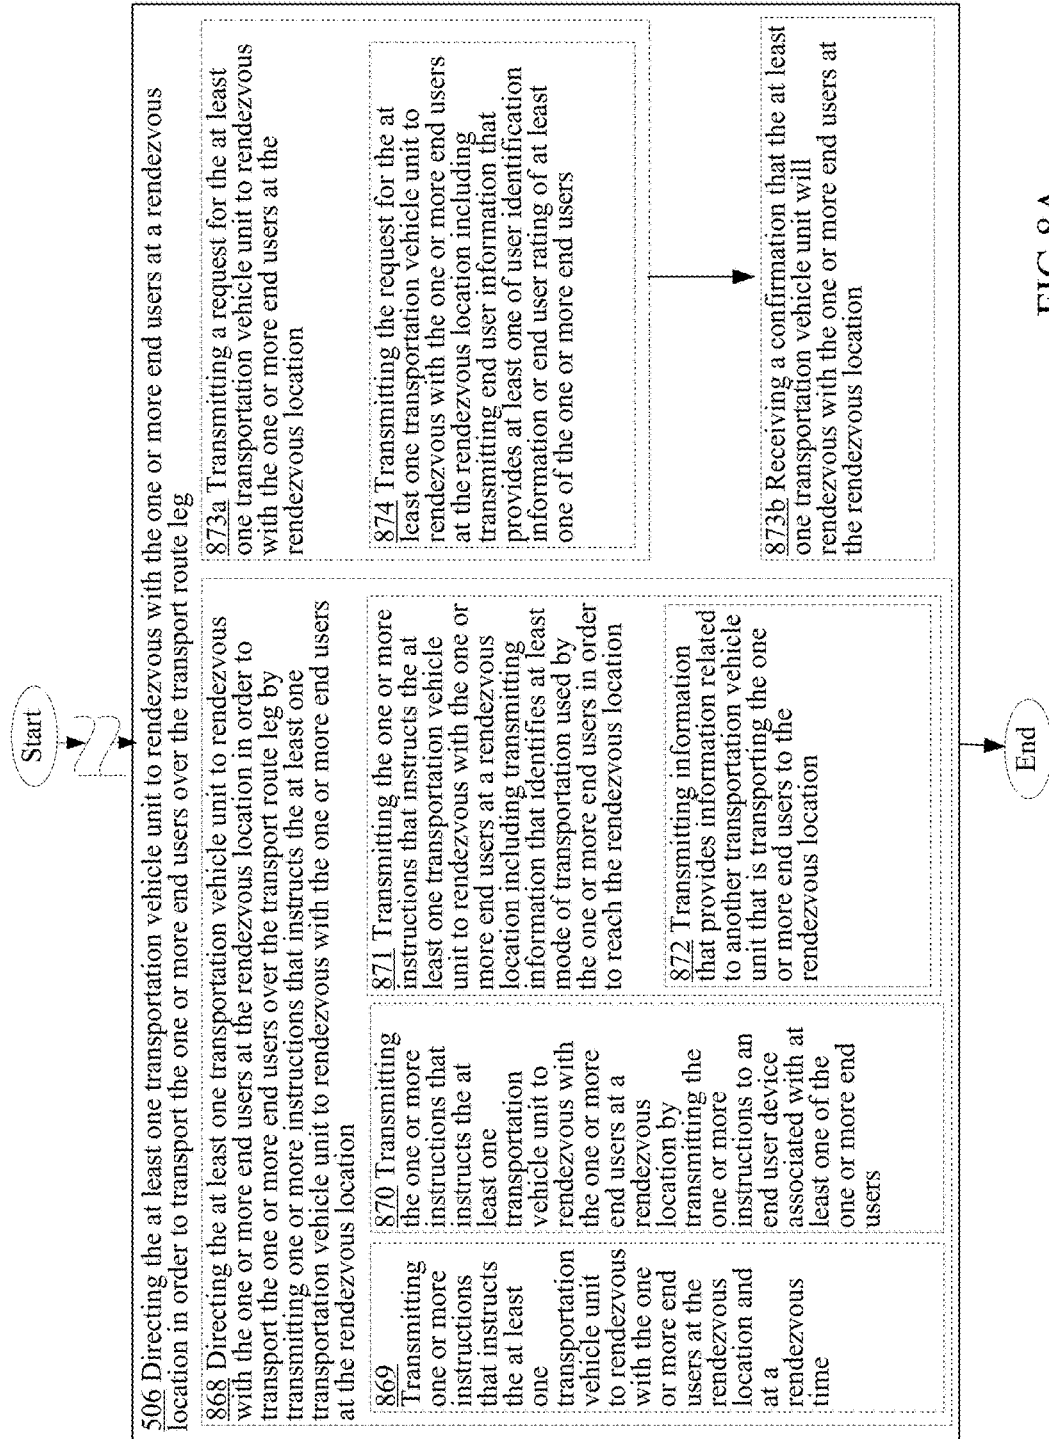 Start
506 Directing the at least one transportation vehicle unit to rendezvous with the one or more end users at a rendezvous
location in order to transport the one or more end users over the transport route leg
868 Directing the at least one transportation vehicle unit to rendezvous
with the one or more end users at the rendezvous location in order to
transport the one or more end users over the transport route leg by
transmitting one or more instructions that instructs the at least one
transportation vehicle unit to rendezvous with the one or more end users
at the rendezvous location
869
Transmitting
one or more
instructions
that instructs
the at least
one
transportation
vehicle unit
to rendezvous
with the one
or more end
users at the
rendezvous
location and
at a
rendezvous
time
870 Transmitting
the one or more
instructions that
instructs the at
least one
transportation
vehicle unit to
rendezvous with
the one or more
end users at a
rendezvous
location by
transmitting the
one or more
instructions to an
end user device
associated with at
least one of the
one or more end
users
871 Transmitting the one or more
instructions that instructs the at
least one transportation vehicle
unit to rendezvous with the one or
more end users at a rendezvous
location including transmitting
information that identifies at least
mode of transportation used by
the one or more end users in order
to reach the rendezvous location
872 Transmitting information
that provides information related
to another transportation vehicle
unit that is transporting the one
or more end users to the
rendezvous location
873a Transmitting a request for the at least
one transportation vehicle unit to rendezvous
with the one or more end users at the
rendezvous location
874 Transmitting the request for the at
least one transportation vehicle unit to
rendezvous with the one or more end users
at the rendezvous location including
transmitting end user information that
provides at least one of user identification
information or end user rating of at least
one of the one or more end users
873b Receiving a confirmation that the at least
one transportation vehicle unit will
rendezvous with the one or more end users at
the rendezvous location
End
FIG 8A